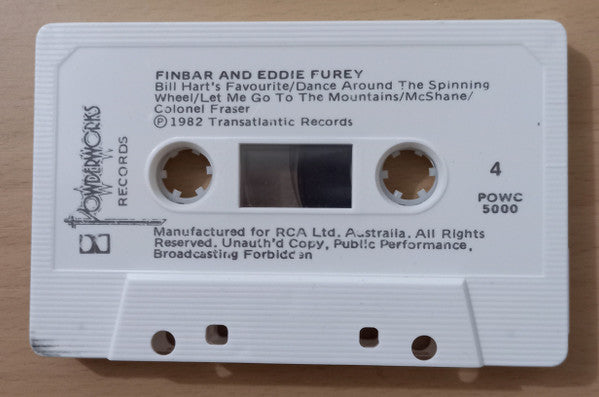 FINBAR AND EDDIE FUREY
Bill Hart's Favourite/Dance Around The Spinning
Wheel/Let Me Go To The Mountains/McShane/
Colonel Fraser
℗ 1982 Transatlantic Records
POWDERWORKS
RECORDS
4
POWC
5000
Manufactured for RCA Ltd. Australia. All Rights
Reserved. Unauth'd Copy, Public Performance,
Broadcasting Forbidden